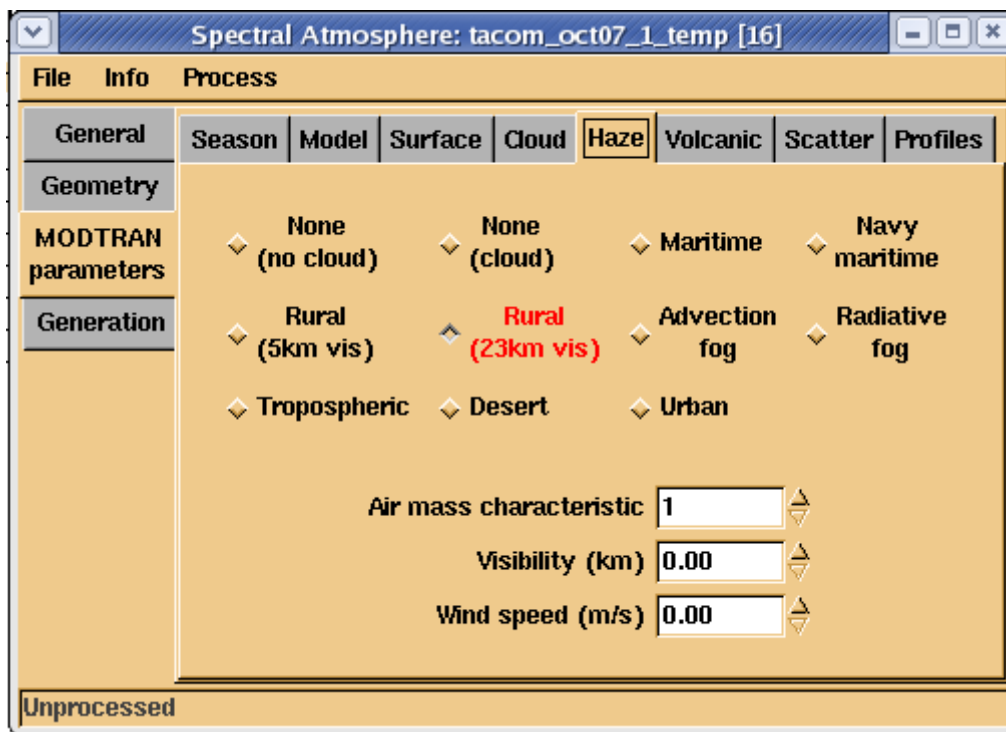 Spectral Atmosphere: tacom_oct07_1_temp [16]
File Info Process
General
Geometry
MODTRAN
parameters
Generation
Season Model Surface Cloud Haze Volcanic Scatter Profiles
None
(no cloud)
None
(cloud)
Maritime
Navy
maritime
Rural
(5km vis)
Rural
(23km vis)
Advection
fog
Radiative
fog
Tropospheric
Desert
Urban
Air mass characteristic 1
Visibility (km) 0.00
Wind speed (m/s) 0.00
Unprocessed